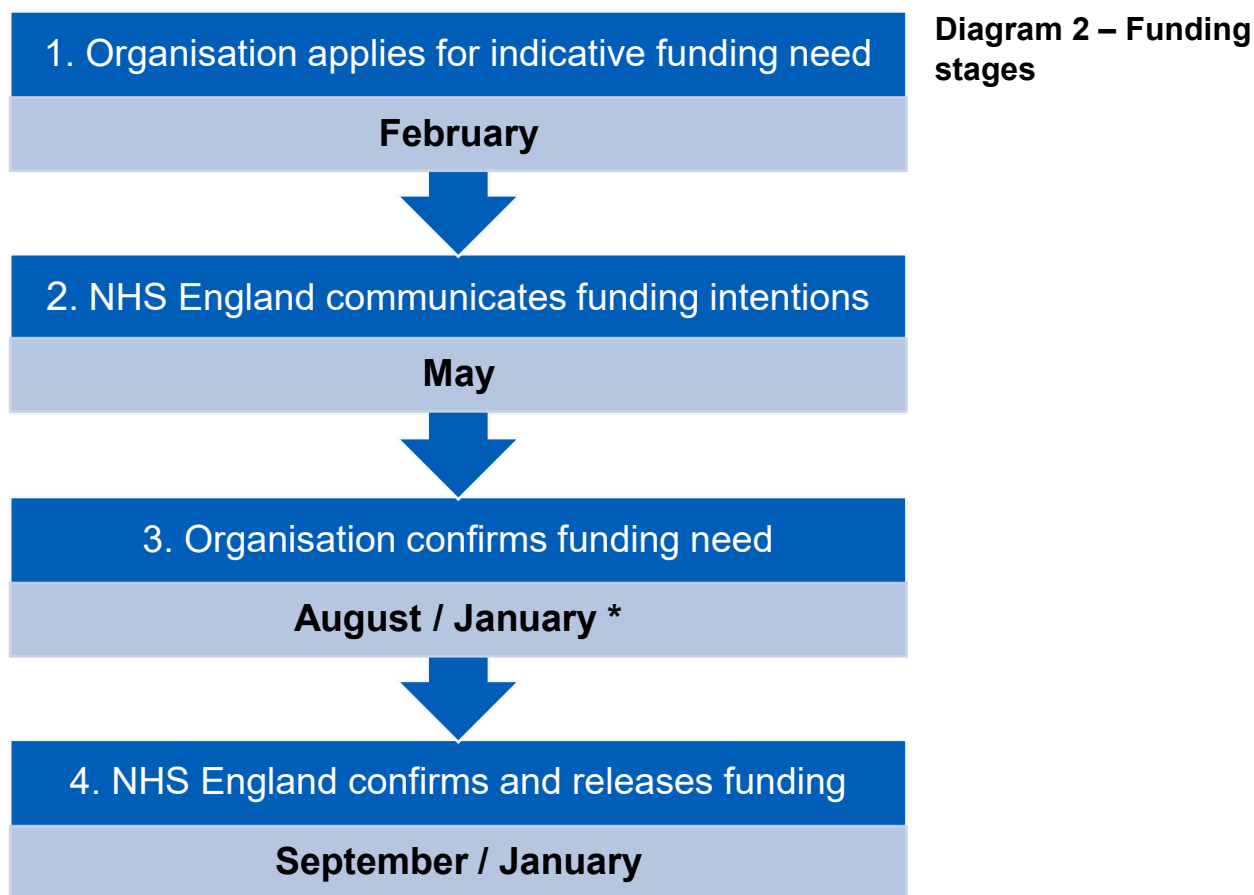 Diagram 2 – Funding
stages
1. Organisation applies for indicative funding need
February
2. NHS England communicates funding intentions
May
3. Organisation confirms funding need
August / January *
4. NHS England confirms and releases funding
September / January